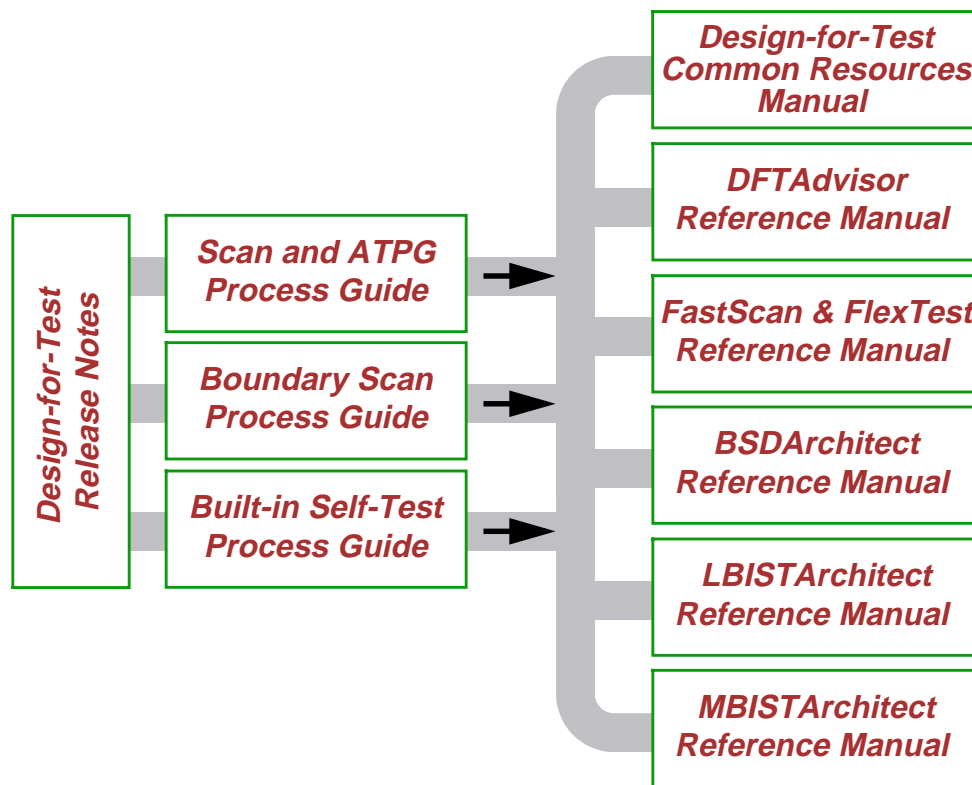 Design-for-Test
Release Notes
Scan and ATPG
Process Guide
Boundary Scan
Process Guide
Built-in Self-Test
Process Guide
Design-for-Test
Common Resources
Manual
DFTAdvisor
Reference Manual
FastScan & FlexTest
Reference Manual
BSDArchitect
Reference Manual
LBISTArchitect
Reference Manual
MBISTArchitect
Reference Manual